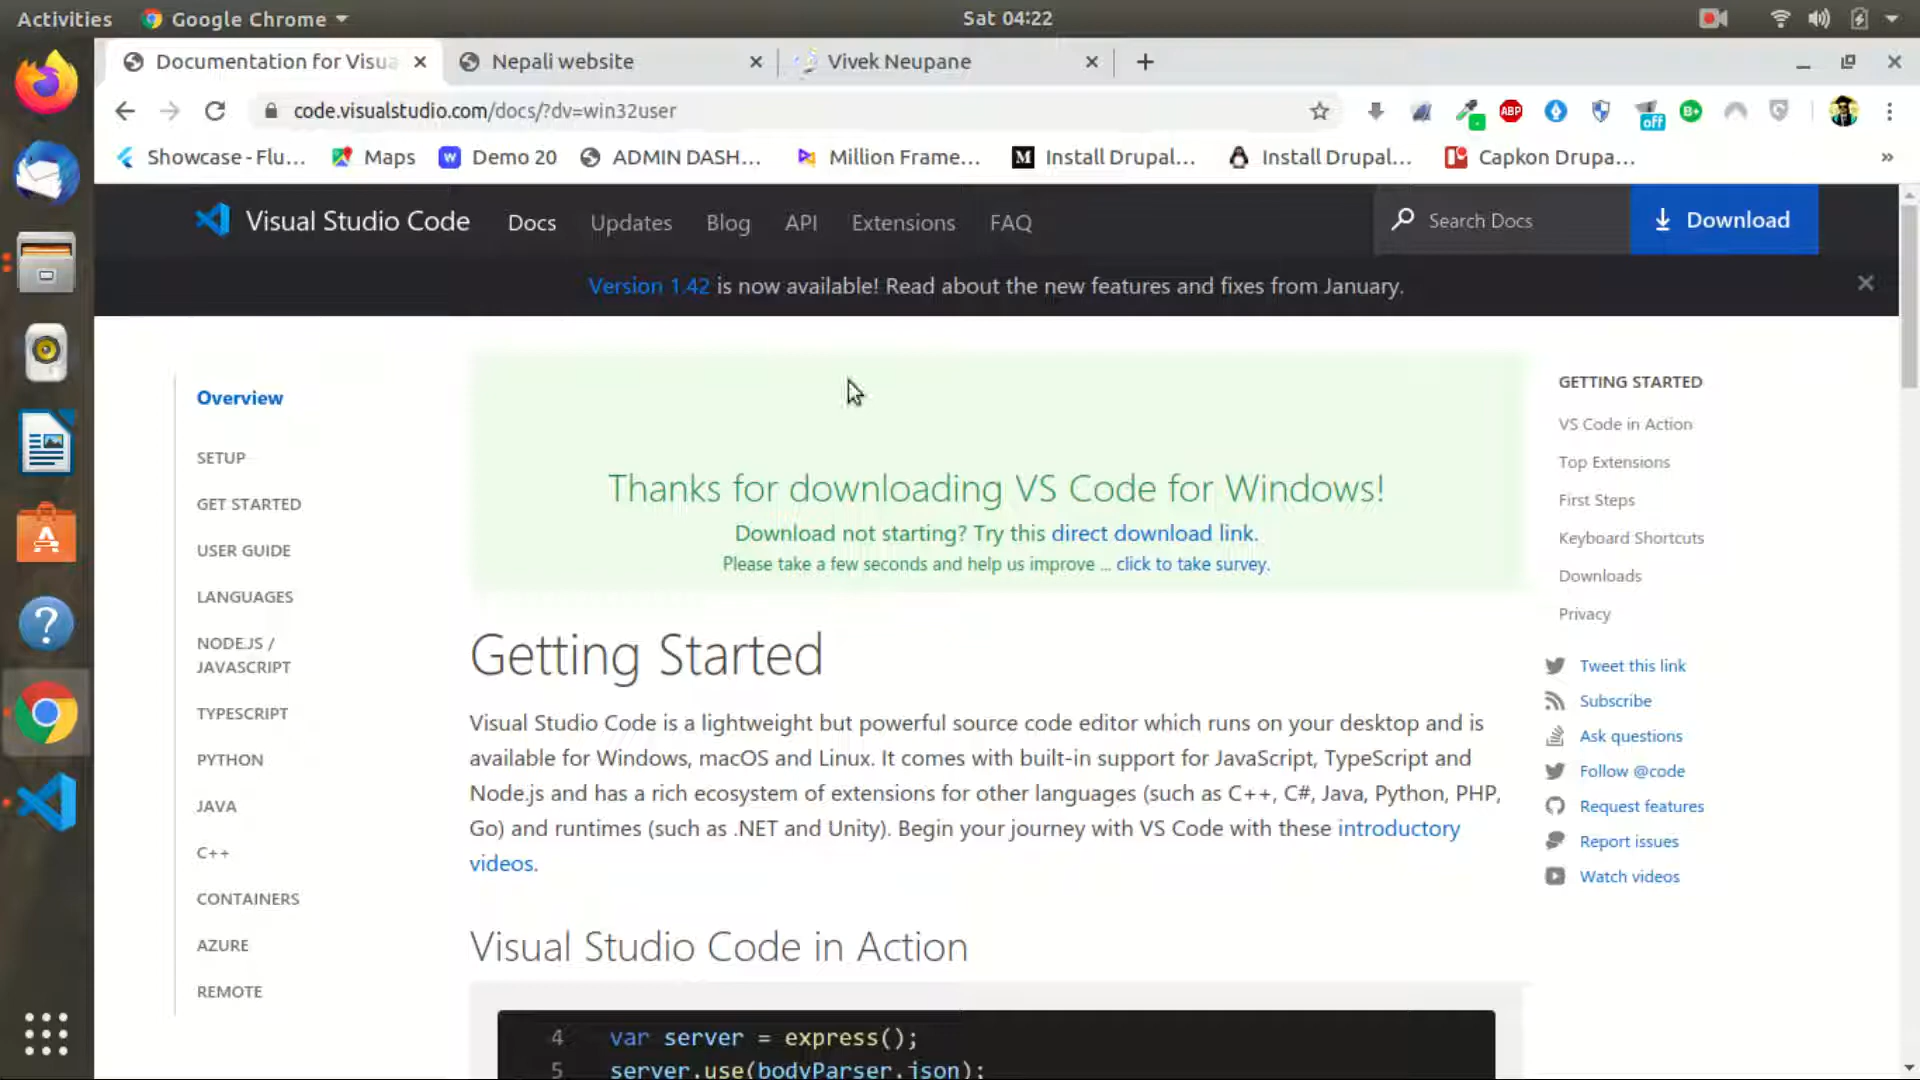 Activities
Google Chrome
Sat 04:22
Documentation for Visua
Nepali website
Vivek Neupane
code.visualstudio.com/docs/?dv=win32user
ABP
off
B+
Showcase - Flu...
Maps
W
Demo 20
ADMIN DASH...
Million Frame...
M
Install Drupal...
Install Drupal...
Capkon Drupa...
»
Visual Studio Code
Docs
Updates
Blog
API
Extensions
FAQ
Search Docs
Download
Version 1.42 is now available! Read about the new features and fixes from January.
Overview
SETUP
GET STARTED
USER GUIDE
LANGUAGES
NODE.JS /
JAVASCRIPT
TYPESCRIPT
PYTHON
JAVA
C++
CONTAINERS
AZURE
REMOTE
Thanks for downloading VS Code for Windows!
Download not starting? Try this direct download link.
Please take a few seconds and help us improve ... click to take survey.
Getting Started
Visual Studio Code is a lightweight but powerful source code editor which runs on your desktop and is
available for Windows, macOS and Linux. It comes with built-in support for JavaScript, TypeScript and
Node.js and has a rich ecosystem of extensions for other languages (such as C++, C#, Java, Python, PHP,
Go) and runtimes (such as .NET and Unity). Begin your journey with VS Code with these introductory
videos.
Visual Studio Code in Action
4 var server = express();
5 server.use(bodyParser.json);
GETTING STARTED
VS Code in Action
Top Extensions
First Steps
Keyboard Shortcuts
Downloads
Privacy
Tweet this link
Subscribe
Ask questions
Follow @code
Request features
Report issues
Watch videos